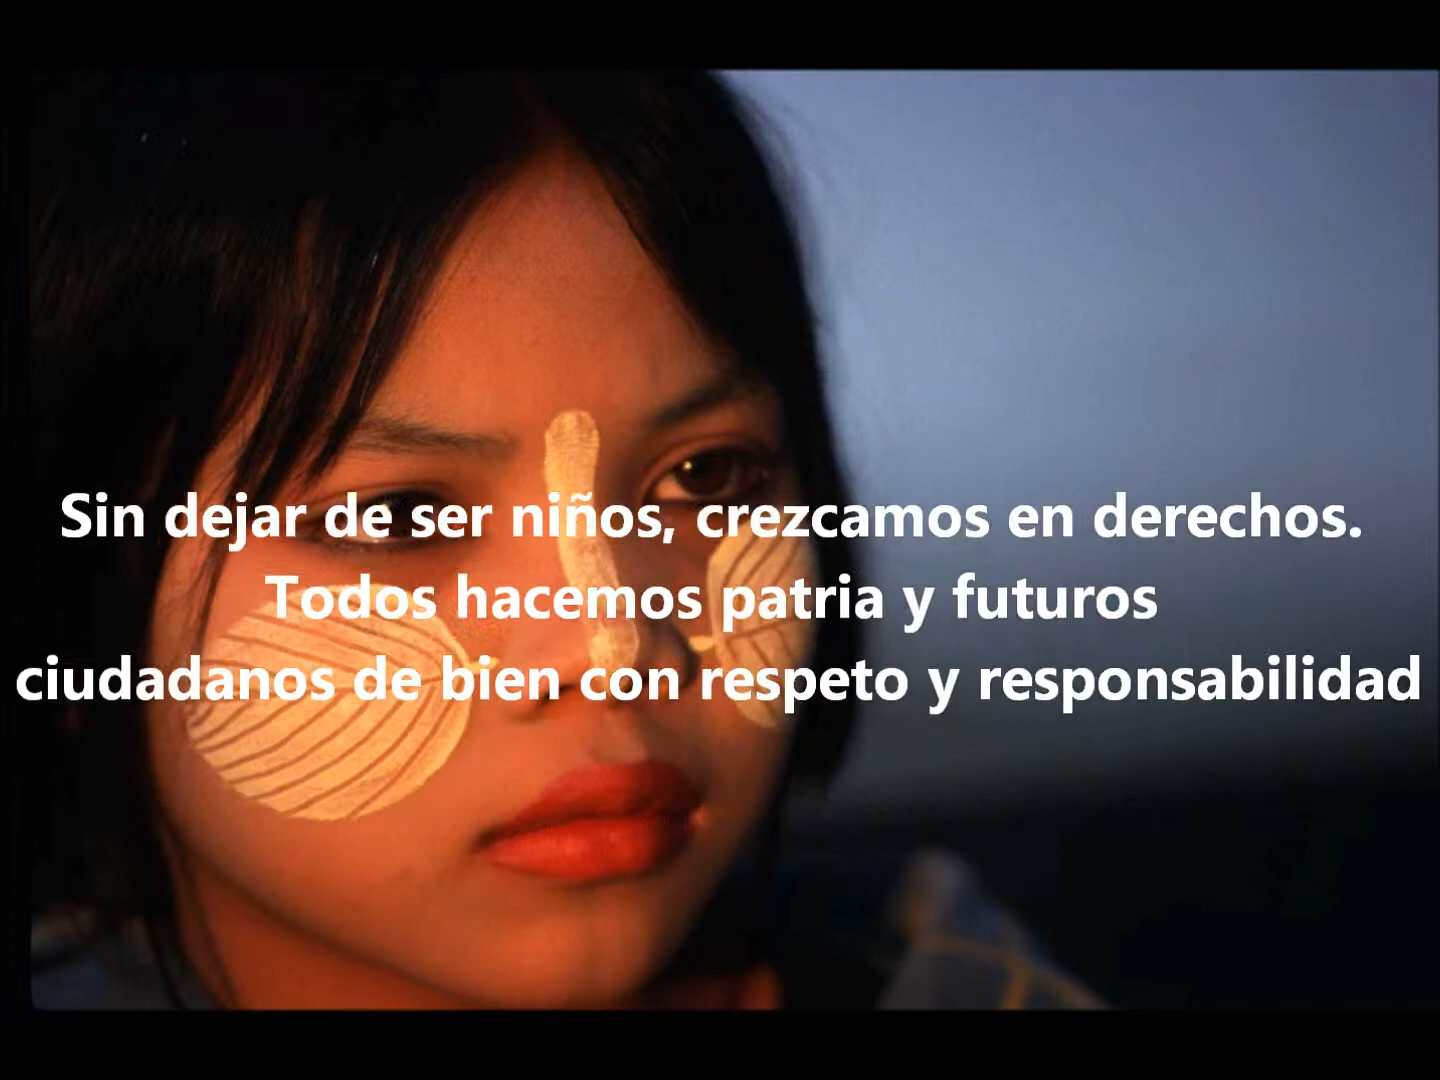 Sin dejar de ser niños, crezcamos en derechos.
Todos hacemos patria y futuros
ciudadanos de bien con respeto y responsabilidad